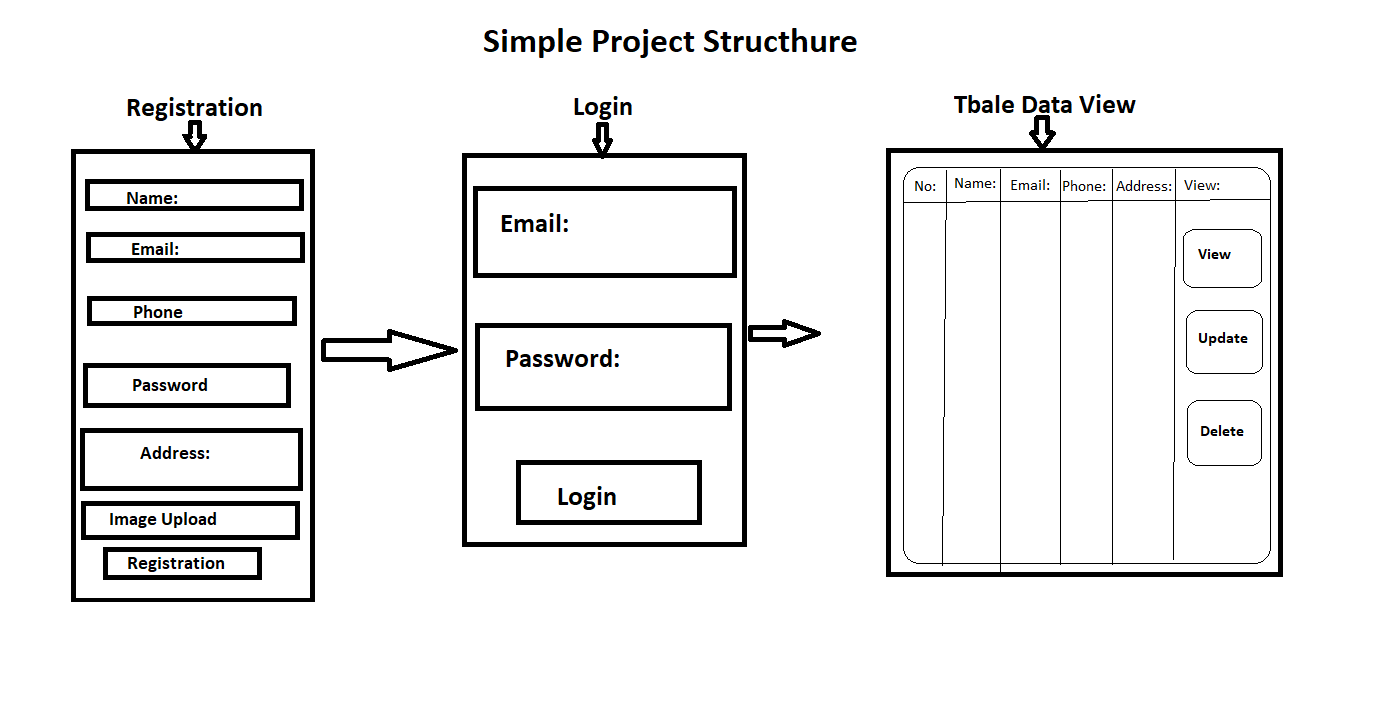 Simple Project Structhure
Registration
Name:
Email:
Phone
Password
Address:
Image Upload
Registration
Login
Email:
Password:
Login
Tbale Data View
No: Name: Email: Phone: Address: View:
View
Update
Delete